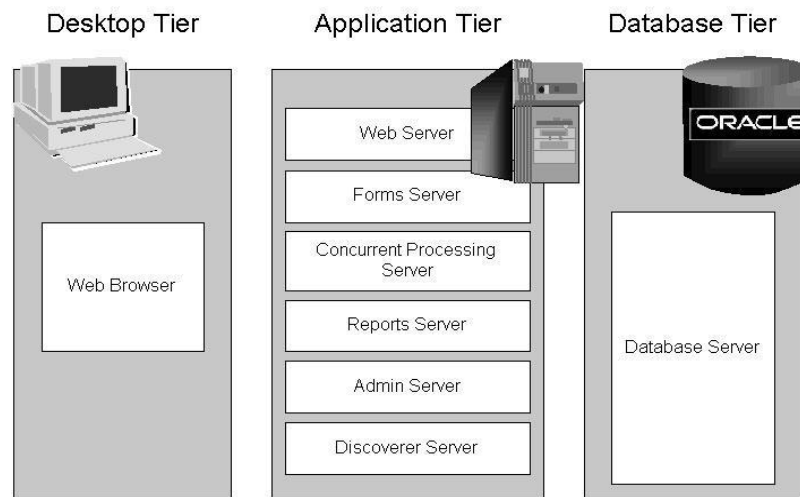 Desktop Tier
Application Tier
Database Tier
ORACLE
Web Server
Forms Server
Concurrent Processing
Server
Web Browser
Reports Server
Database Server
Admin Server
Discoverer Server